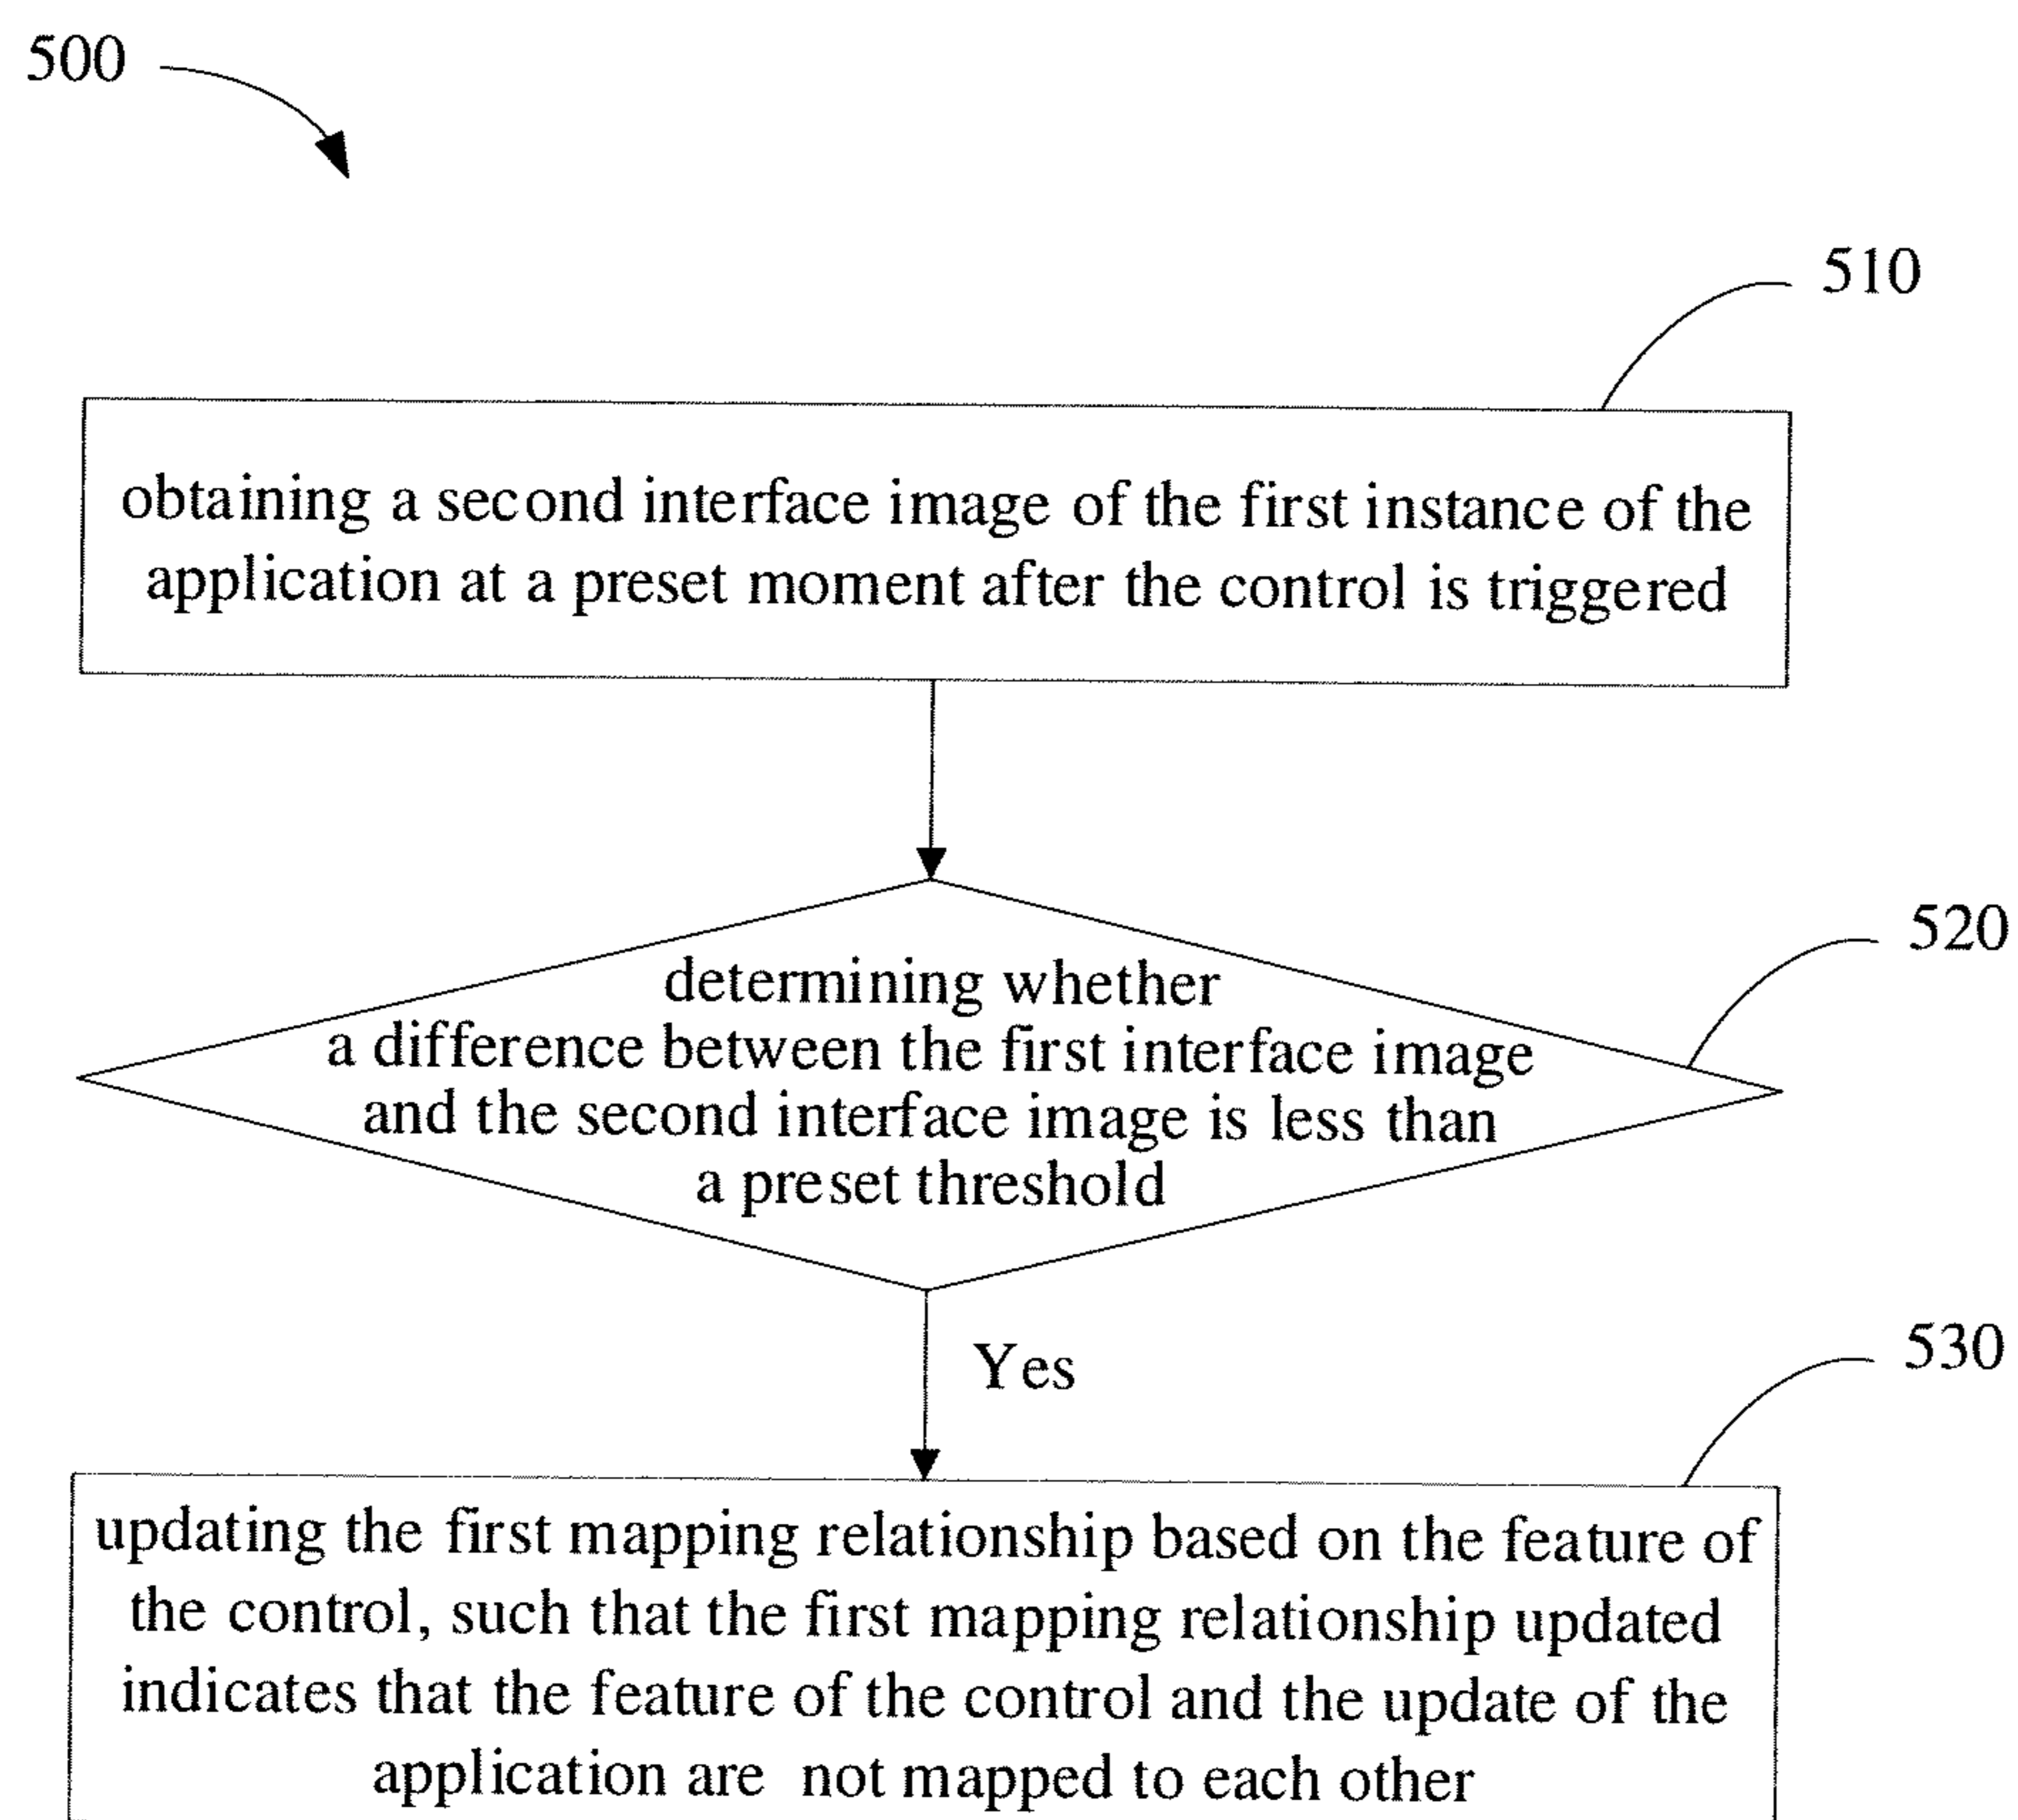 500
510
obtaining a second interface image of the first instance of the
application at a preset moment after the control is triggered
520
determining whether
a difference between the first interface image
and the second interface image is less than
a preset threshold
Yes
530
updating the first mapping relationship based on the feature of
the control, such that the first mapping relationship updated
indicates that the feature of the control and the update of the
application are not mapped to each other